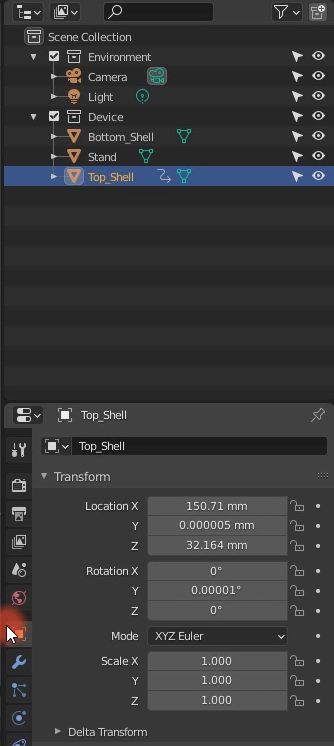 Scene Collection
Environment
Camera
Light
Device
Bottom_Shell
Stand
Top_Shell
Top_Shell
Top_Shell
Transform
Location X 150.71 mm
Y 0.000005 mm
Z 32.164 mm
Rotation X 0°
Y 0.00001°
Z 0°
Mode XYZ Euler
Scale X 1.000
Y 1.000
Z 1.000
Delta Transform